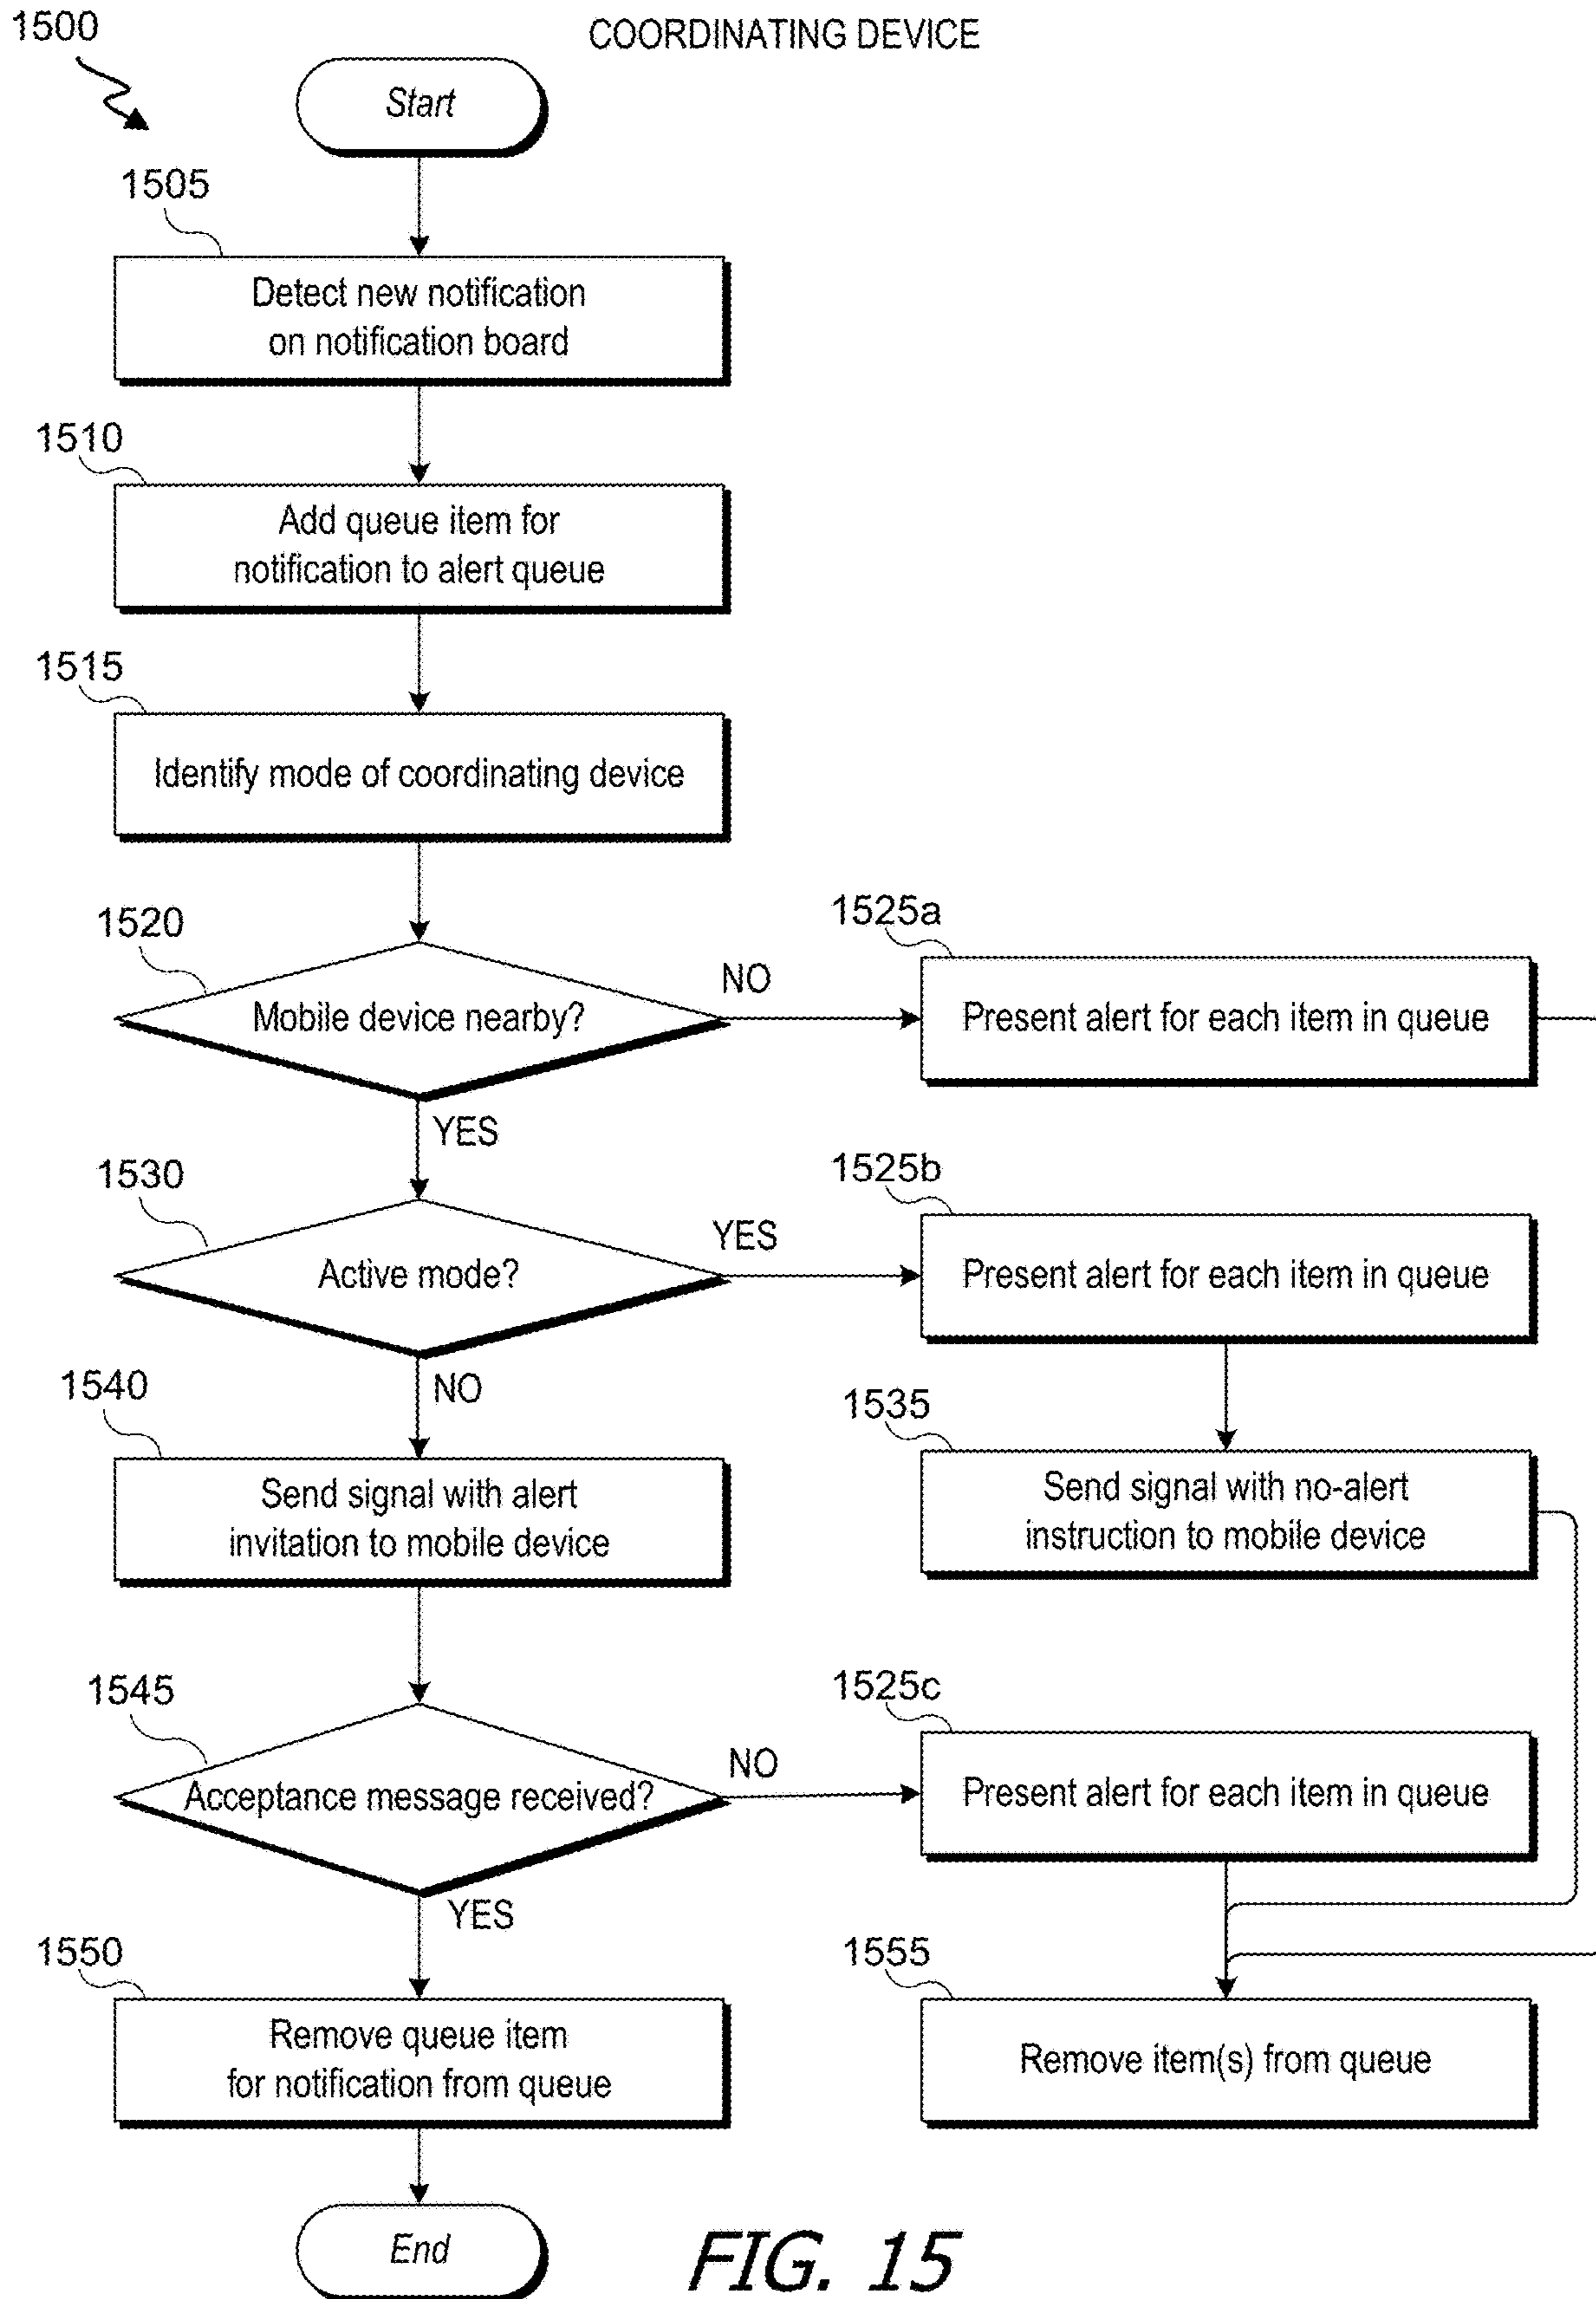 1500
COORDINATING DEVICE
Start
1505
Detect new notification
on notification board
1510
Add queue item for
notification to alert queue
1515
Identify mode of coordinating device
1520
Mobile device nearby?
NO
1525a
Present alert for each item in queue
YES
1530
Active mode?
YES
1525b
Present alert for each item in queue
NO
1540
Send signal with alert
invitation to mobile device
1535
Send signal with no-alert
instruction to mobile device
1545
Acceptance message received?
NO
1525c
Present alert for each item in queue
YES
1550
Remove queue item
for notification from queue
1555
Remove item(s) from queue
End
FIG. 15